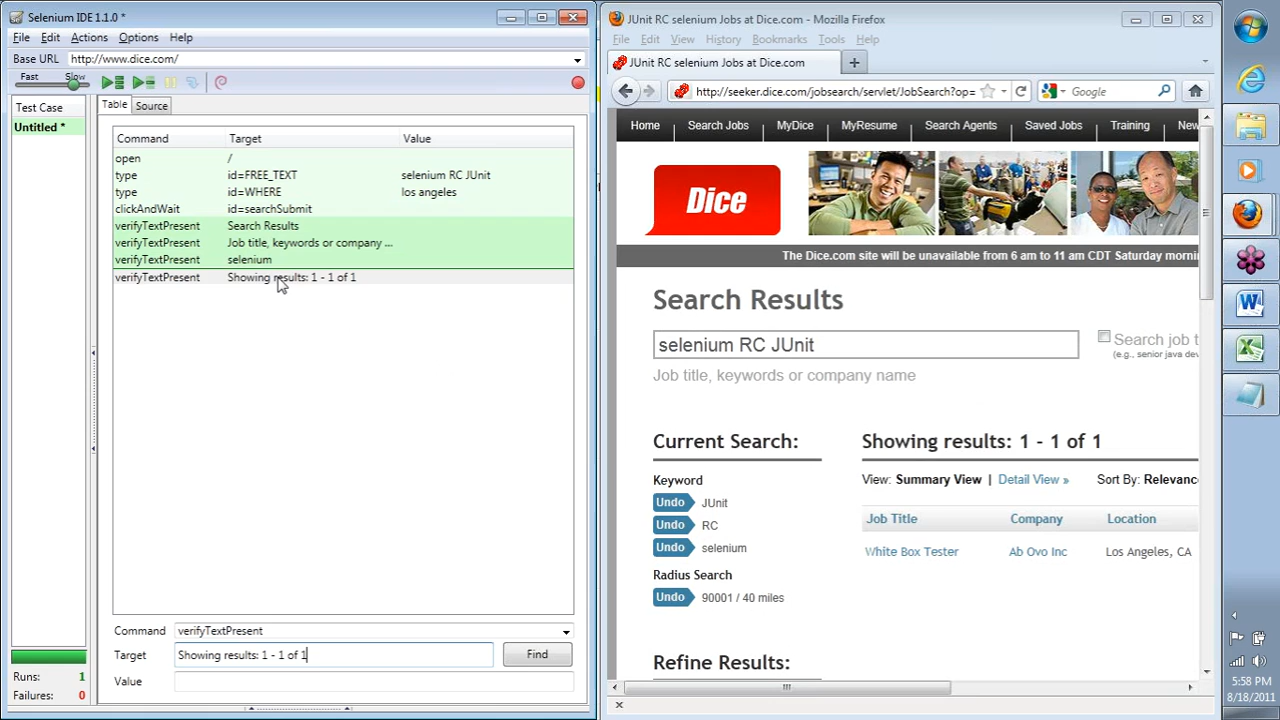 Selenium IDE 1.1.0 *
File Edit Actions Options Help
Base URL http://www.dice.com/
Fast Slow
Test Case
Untitled *
Table Source
Command Target Value
open /
type id=FREE_TEXT selenium RC JUnit
type id=WHERE los angeles
clickAndWait id=searchSubmit
verifyTextPresent Search Results
verifyTextPresent Job title, keywords or company ...
verifyTextPresent selenium
verifyTextPresent Showing results: 1 - 1 of 1
Command verifyTextPresent
Target Showing results: 1 - 1 of 1 Find
Value
Runs: 1
Failures: 0
JUnit RC selenium Jobs at Dice.com - Mozilla Firefox
File Edit View History Bookmarks Tools Help
JUnit RC selenium Jobs at Dice.com
http://seeker.dice.com/jobsearch/servlet/JobSearch?op= Google
Home Search Jobs MyDice MyResume Search Agents Saved Jobs Training New
Dice
The Dice.com site will be unavailable from 6 am to 11 am CDT Saturday mornin
Search Results
selenium RC JUnit
Search job t
(e.g., senior java dev
Job title, keywords or company name
Current Search:
Keyword
Undo JUnit
Undo RC
Undo selenium
Radius Search
Undo 90001 / 40 miles
Refine Results:
Showing results: 1 - 1 of 1
View: Summary View | Detail View » Sort By: Relevanc
Job Title Company Location
White Box Tester Ab Ovo Inc Los Angeles, CA
5:58 PM
8/18/2011